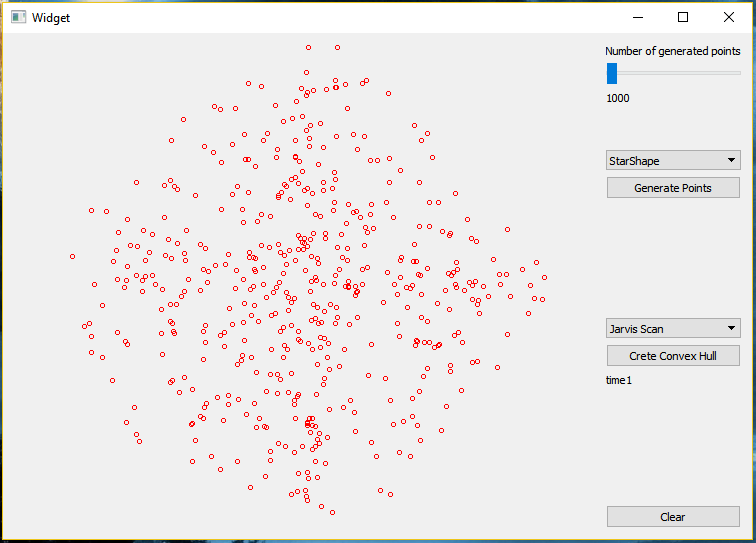 Widget
Number of generated points
1000
StarShape
Generate Points
Jarvis Scan
Crete Convex Hull
time1
Clear